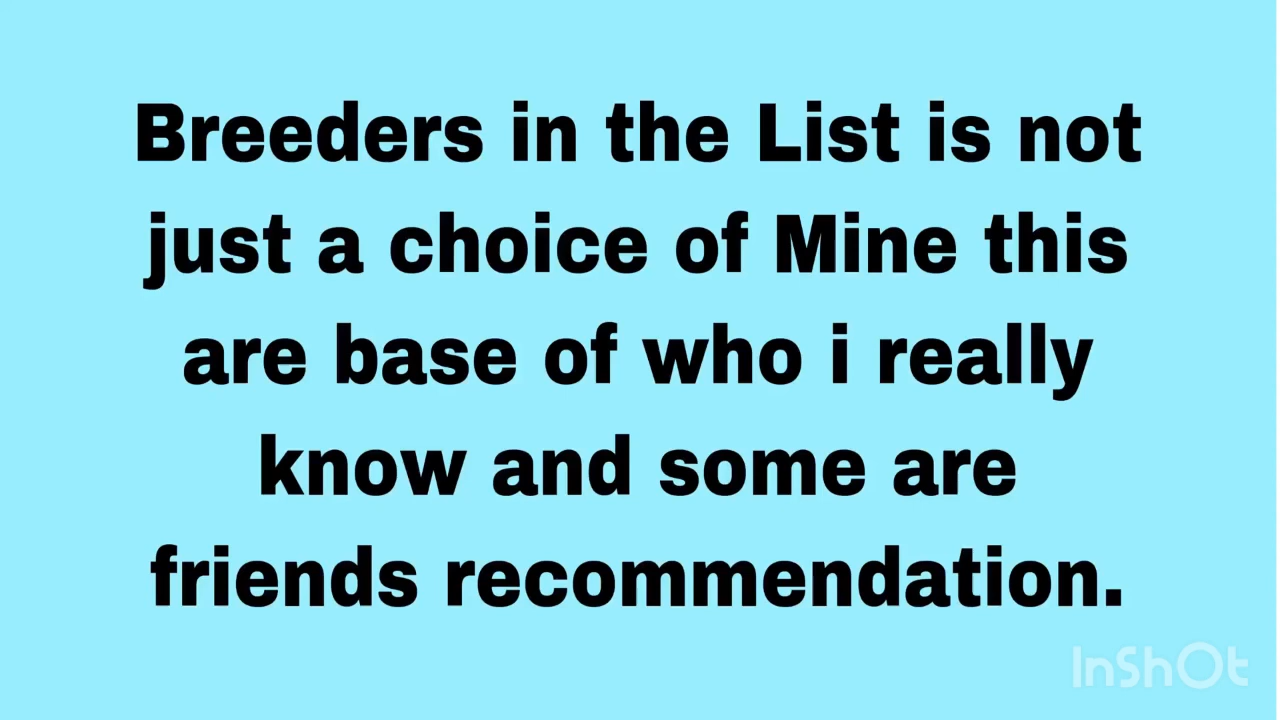 Breeders in the List is not
just a choice of Mine this
are base of who i really
know and some are
friends recommendation.
InShOt